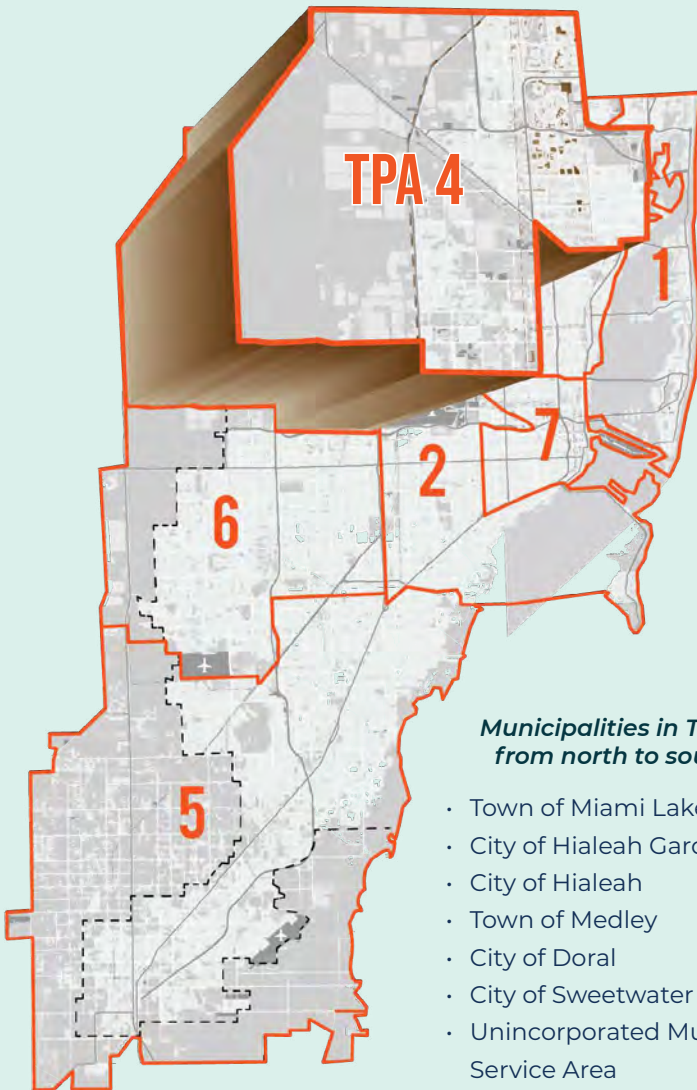 TPA 4
1
7
2
6
5
Municipalities in T
from north to sou
• Town of Miami Lake
• City of Hialeah Gard
• City of Hialeah
• Town of Medley
• City of Doral
• City of Sweetwater
• Unincorporated Mu
Service Area